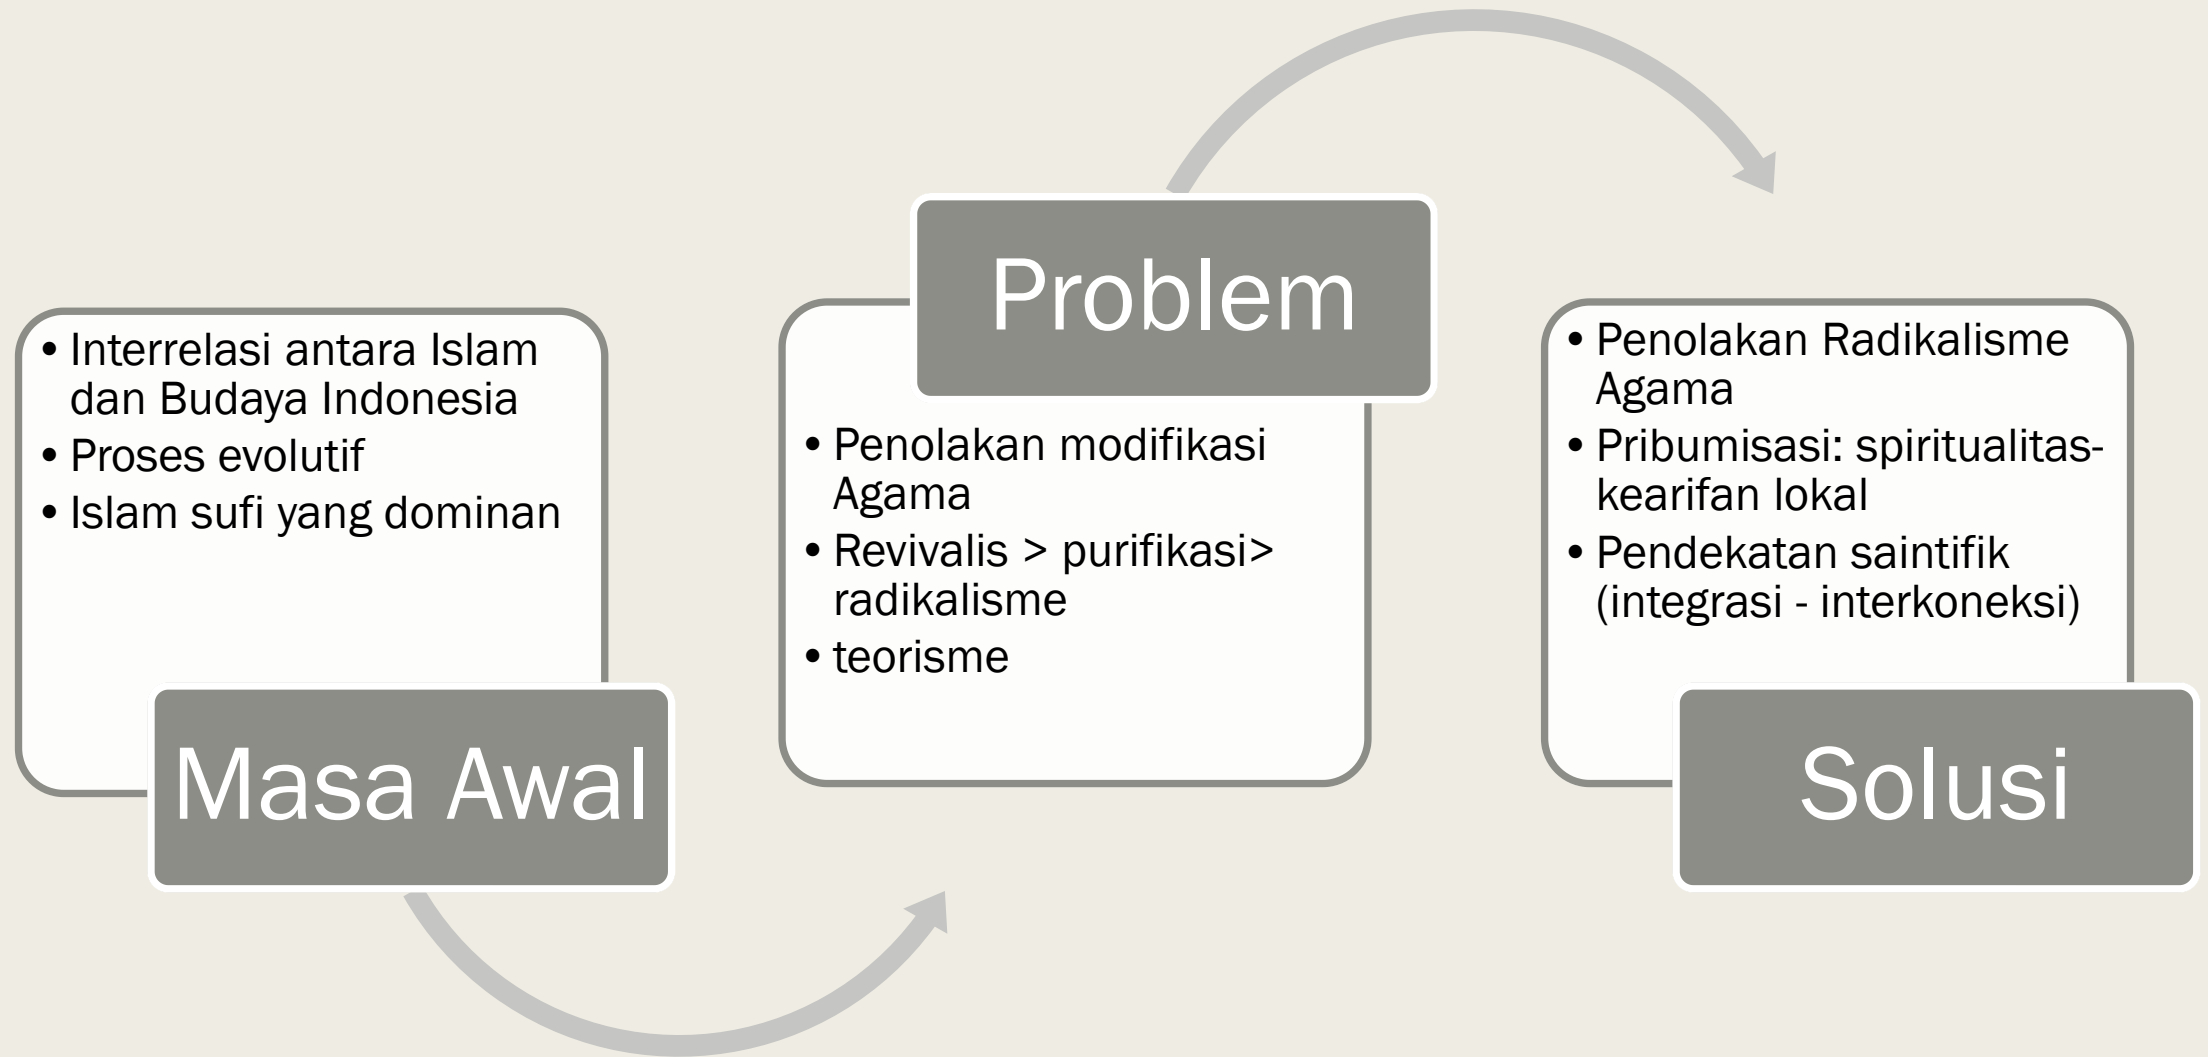 • Interrelasi antara Islam
dan Budaya Indonesia
• Proses evolutif
• Islam sufi yang dominan
Masa Awal
Problem
• Penolakan modifikasi
Agama
• Revivalis > purifikasi>
radikalisme
• teorisme
• Penolakan Radikalisme
Agama
• Pribumisasi: spiritualitas-
kearifan lokal
• Pendekatan saintifik
(integrasi - interkoneksi)
Solusi